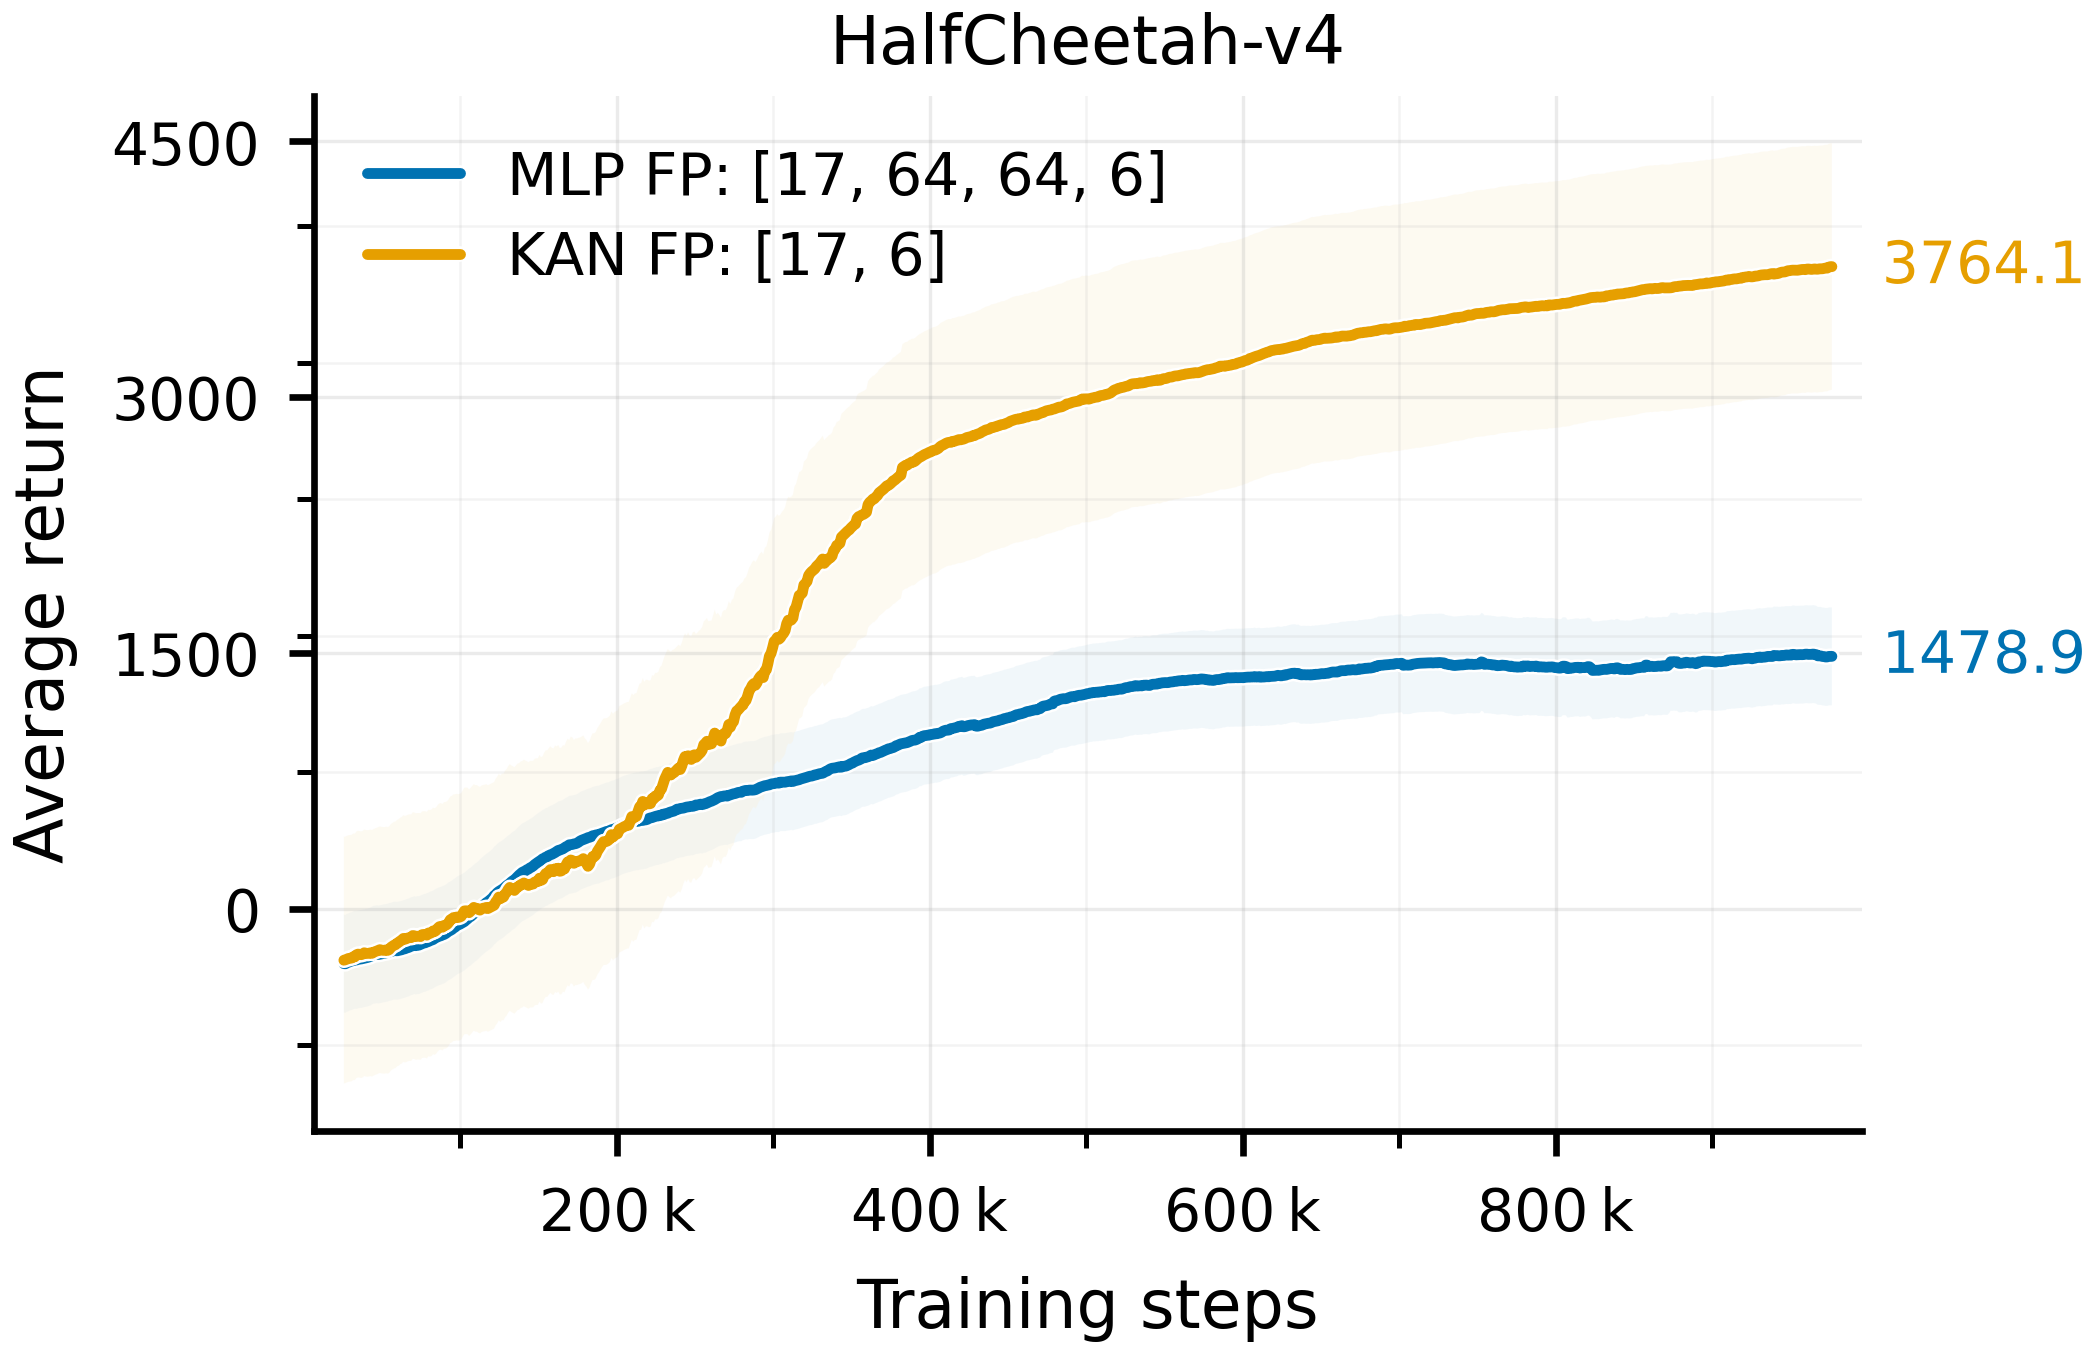 HalfCheetah-v4
4500
3000
1500
0
Average return
MLP FP: [17, 64, 64, 6]
KAN FP: [17, 6]
3764.1
1478.9
200 k
400 k
600 k
800 k
Training steps